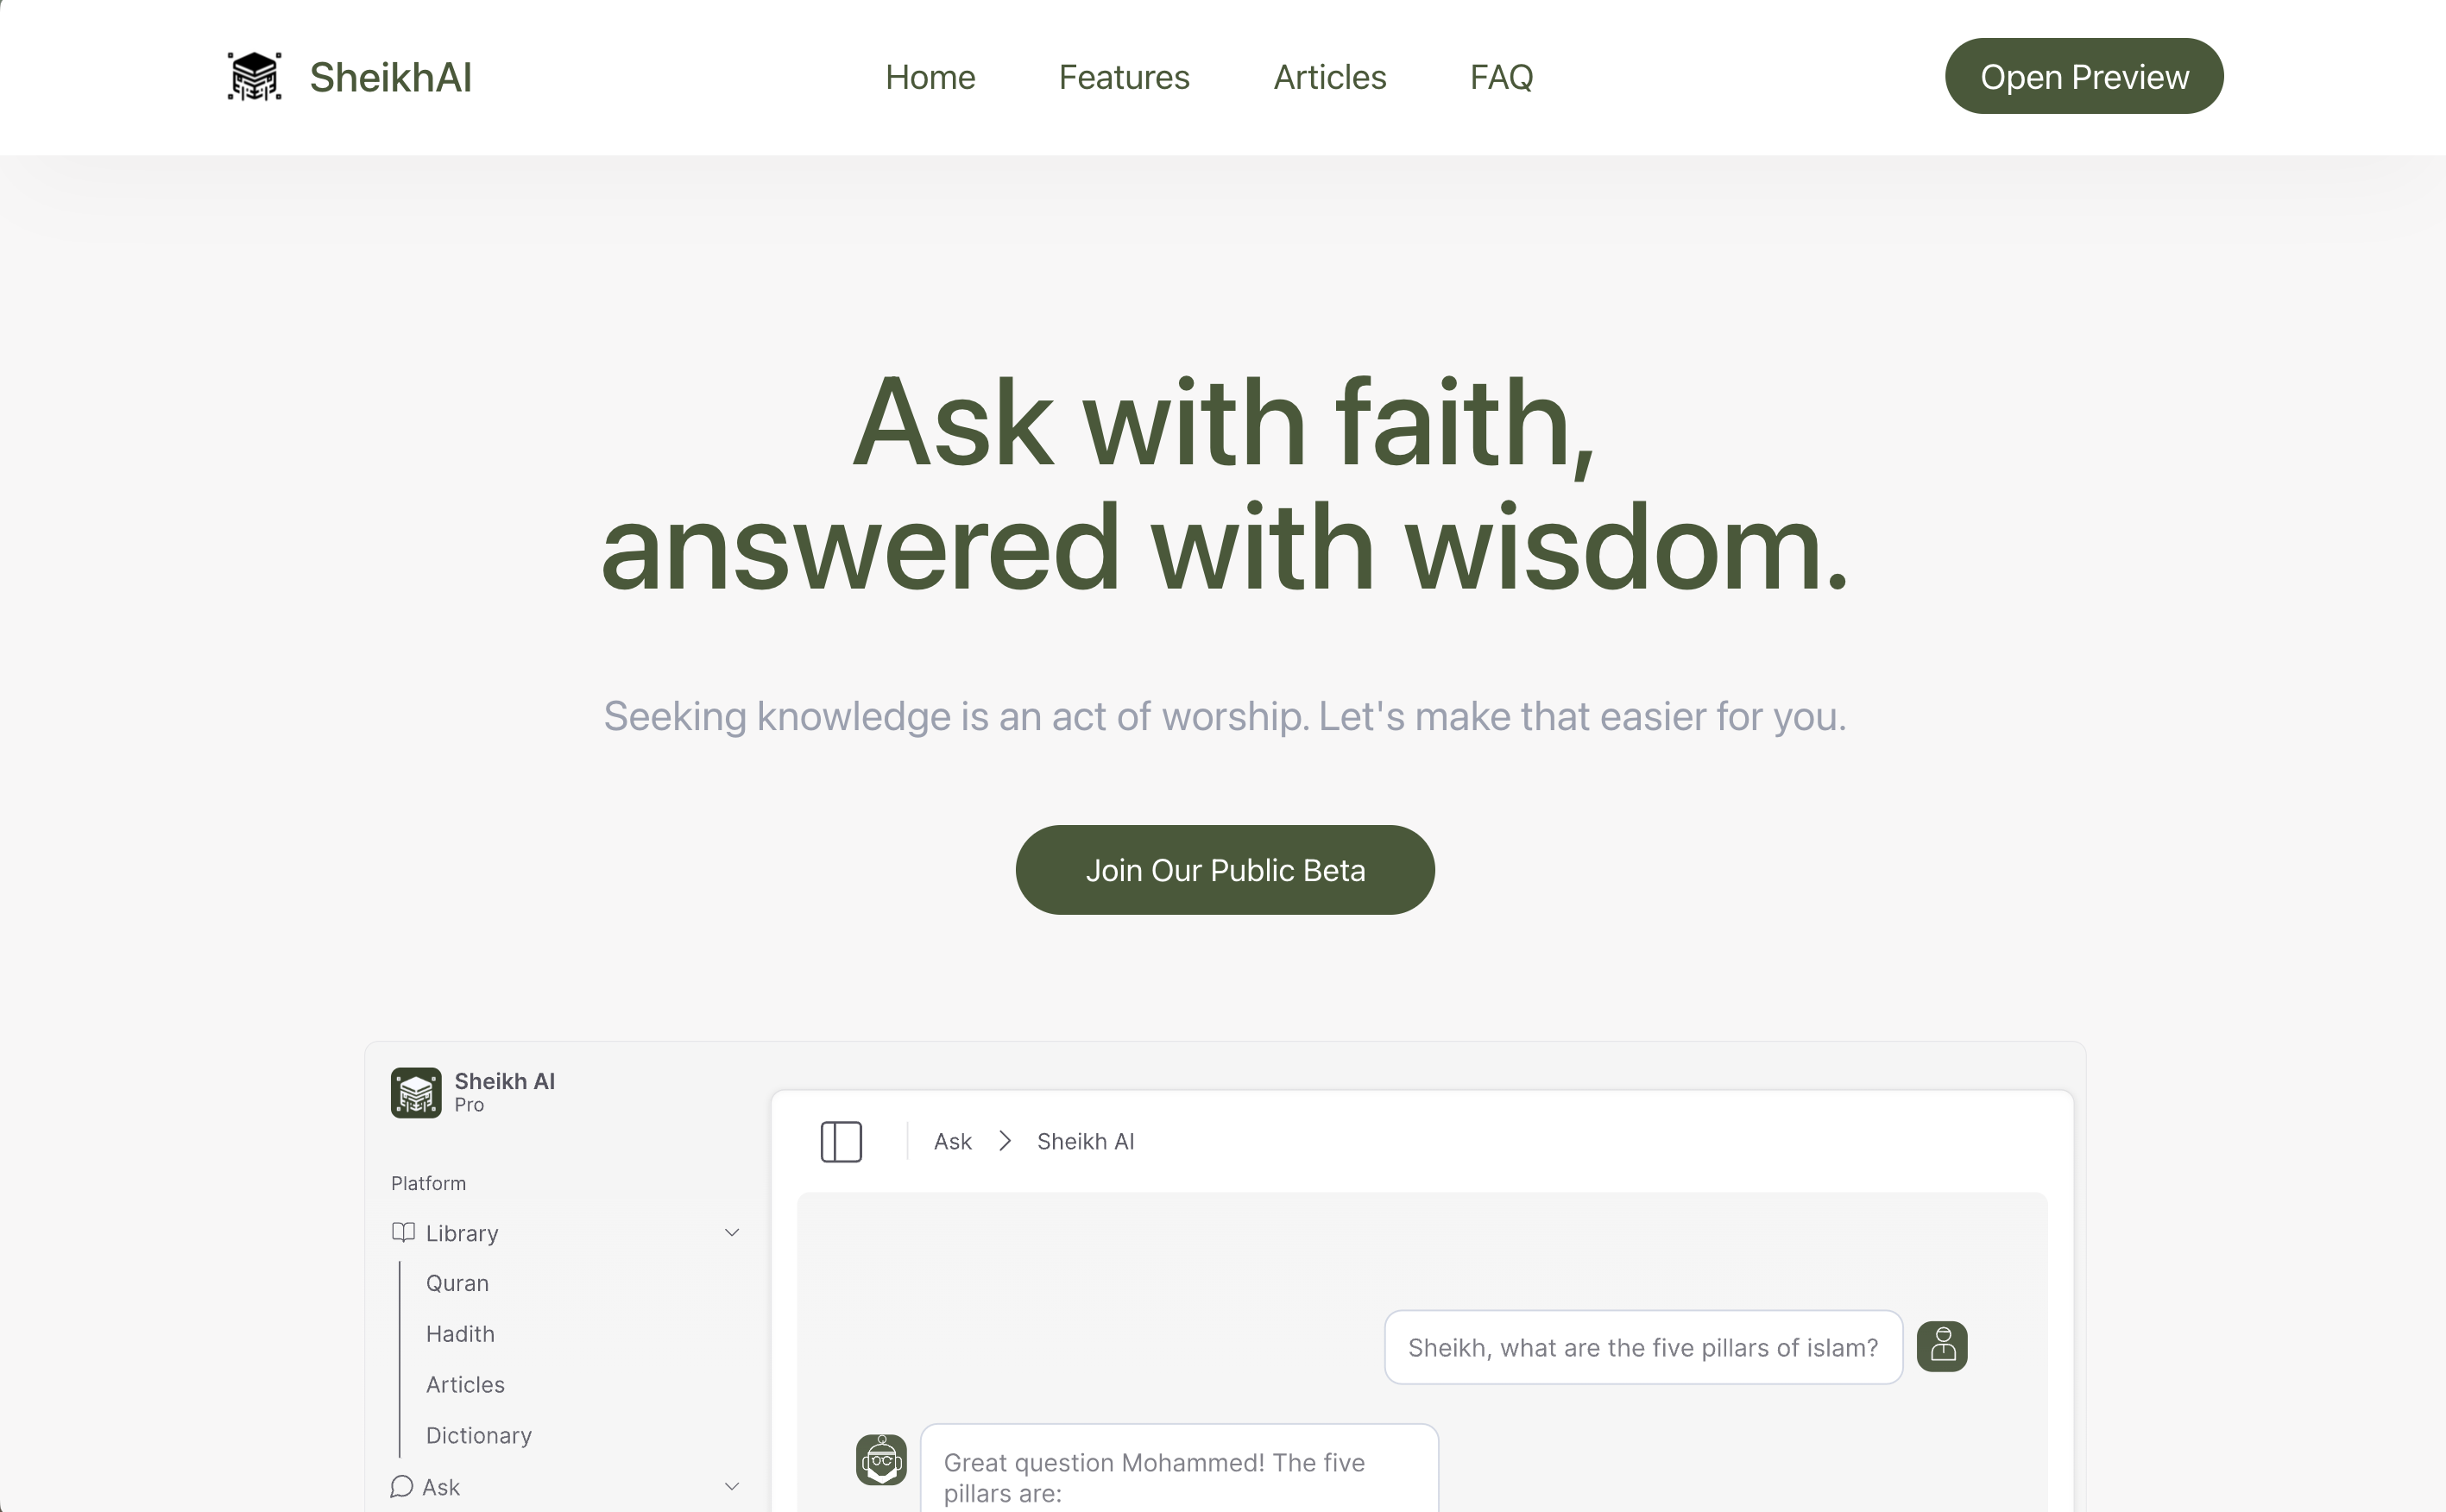 SheikhAI
Home
Features
Articles
FAQ
Open Preview
Ask with faith,
answered with wisdom.
Seeking knowledge is an act of worship. Let's make that easier for you.
Join Our Public Beta
Sheikh AI
Pro
Platform
Library
Quran
Hadith
Articles
Dictionary
Ask
Ask
Sheikh AI
Sheikh, what are the five pillars of islam?
Great question Mohammed! The five
pillars are: